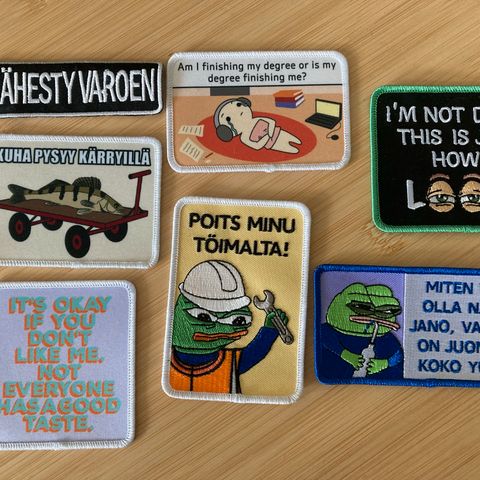 ÄHESTY VAROEN
Am I finishing my degree or is my
degree finishing me?
I'M NOT D
THIS IS J
HOW
LOO
KUHA PYSYY KÄRRYILLÄ
POITS MINU
TÖIMALTA!
MITEN
OLLA NA
JANO, VA
ON JUON
KOKO Y
IT'S OKAY
IF YOU
DON'T
LIKE ME.
NOT
EVERYONE
HAS A GOOD
TASTE.